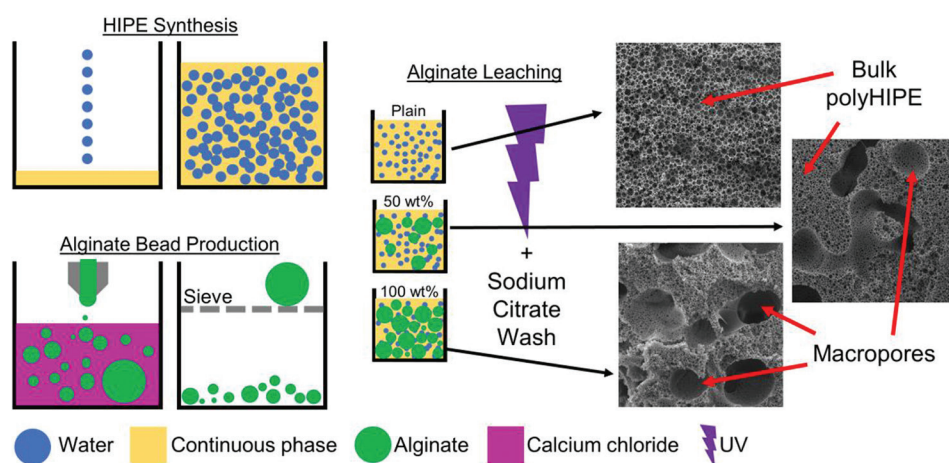 HIPE Synthesis
Alginate Bead Production
Sieve
Alginate Leaching
Plain
50 wt%
100 wt%
+
Sodium
Citrate
Wash
Bulk
polyHIPE
Macropores
Water
Continuous phase
Alginate
Calcium chloride
UV